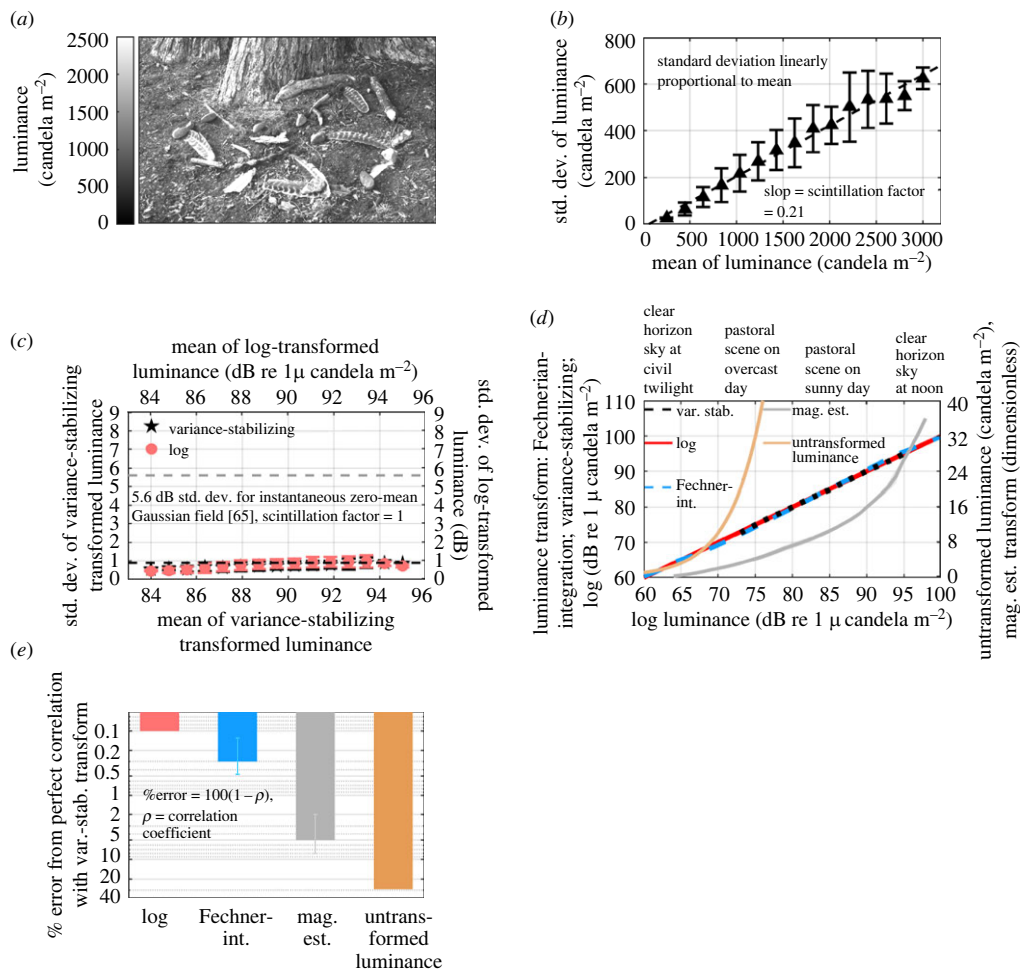 (a)
2500
2000
1500
1000
500
0
luminance
(candela m⁻²)
(b)
800
600
400
200
0
std. dev. of luminance
(candela m⁻²)
standard deviation linearly
proportional to mean
slop = scintillation factor
= 0.21
500 1000 1500 2000 2500 3000
mean of luminance (candela m⁻²)
(c)
mean of log-transformed
luminance (dB re 1µ candela m⁻²)
84 86 88 90 92 94 96
9
8
7
6
5
4
3
2
1
0
std. dev. of variance-stabilizing
transformed luminance
variance-stabilizing
log
5.6 dB std. dev. for instantaneous zero-mean
Gaussian field [65], scintillation factor = 1
9
8
7
6
5
4
3
2
1
0
std. dev. of log-transformed
luminance (dB)
84 86 88 90 92 94 96
mean of variance-stabilizing
transformed luminance
(d)
clear
horizon
sky at
civil
twilight
pastoral
scene on
overcast
day
pastoral
scene on
sunny day
clear
horizon
sky
at noon
luminance transform: Fechnerian-
integration; variance-stabilizing;
log (dB re 1 µ candela m⁻²)
110
100
90
80
70
60
var. stab.
log
Fechner-
int.
mag. est.
untransformed
luminance
40
32
24
16
8
0
untransformed luminance (candela m⁻²),
mag. est. transform (dimensionless)
60 65 70 75 80 85 90 95 100
log luminance (dB re 1 µ candela m⁻²)
(e)
% error from perfect correlation
with var.-stab. transform
0.1
0.2
0.5
1
2
5
10
20
40
%error = 100(1 – ρ),
ρ = correlation
coefficient
log
Fechner-
int.
mag.
est.
untrans-
formed
luminance